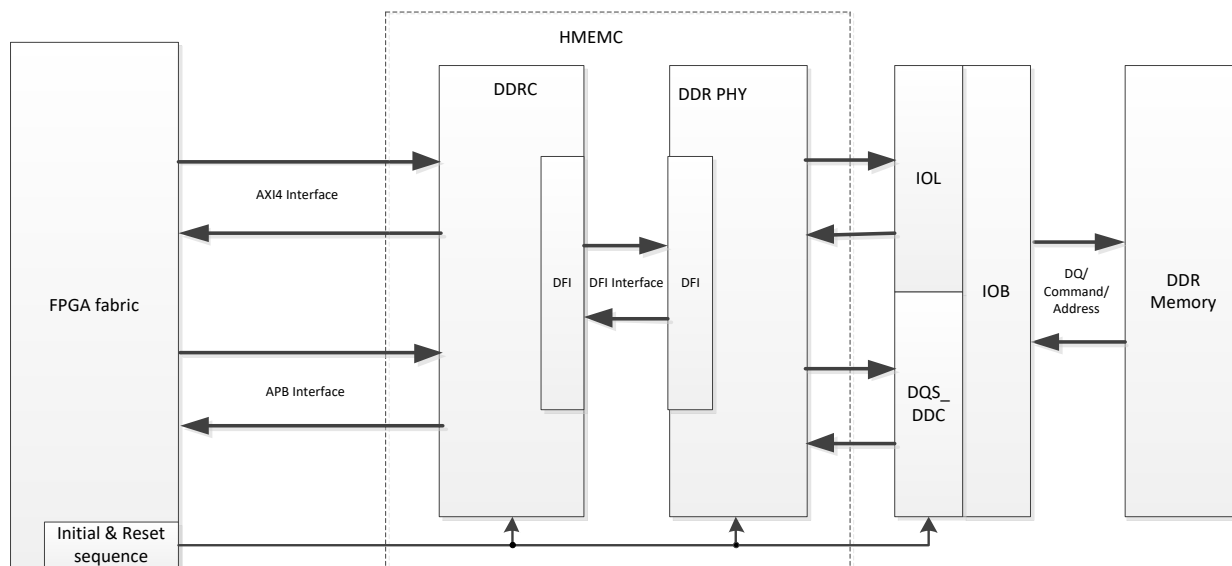 HMEMC
DDRC
DDR PHY
IOL
AXI4 Interface
FPGA fabric
DFI
DFI Interface
DFI
IOB
DQ/
Command/
Address
DDR
Memory
APB Interface
DQS_
DDC
Initial & Reset
sequence